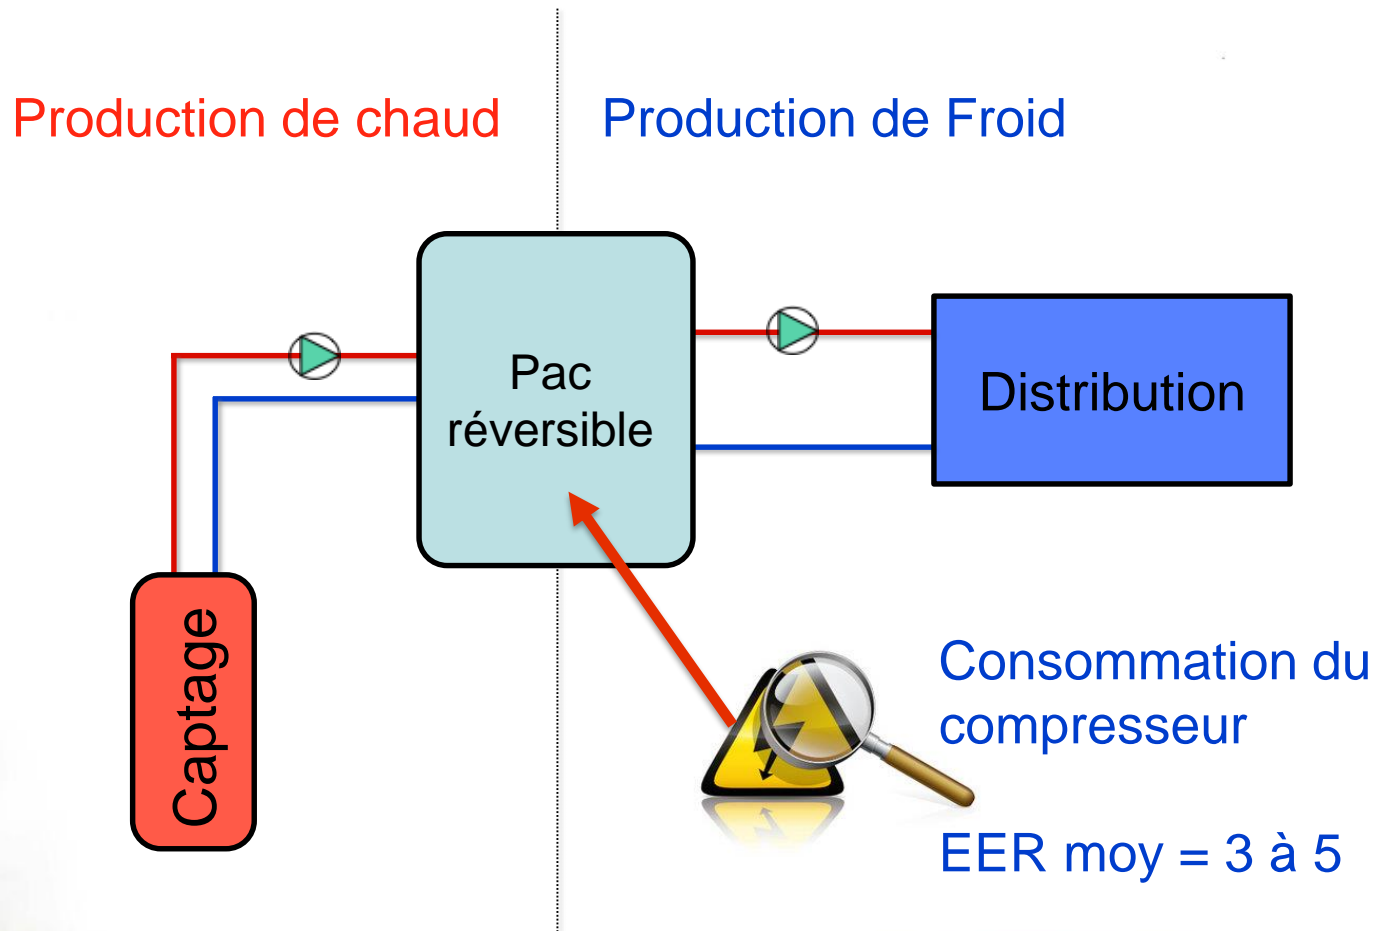 Production de chaud
Production de Froid
Pac
réversible
Distribution
Captage
Consommation du
compresseur
EER moy = 3 à 5